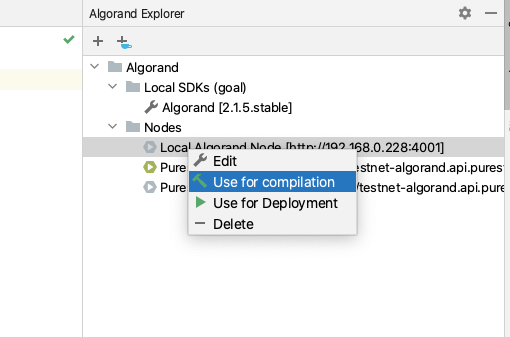 Algorand Explorer
Algorand
Local SDKs (goal)
Algorand [2.1.5.stable]
Nodes
Local Algorand Node [http://192.168.0.228:4001]
Edit
Pure
testnet-algorand.api.purest
Use for compilation
Pure
/testnet-algorand.api.pures
Use for Deployment
Delete